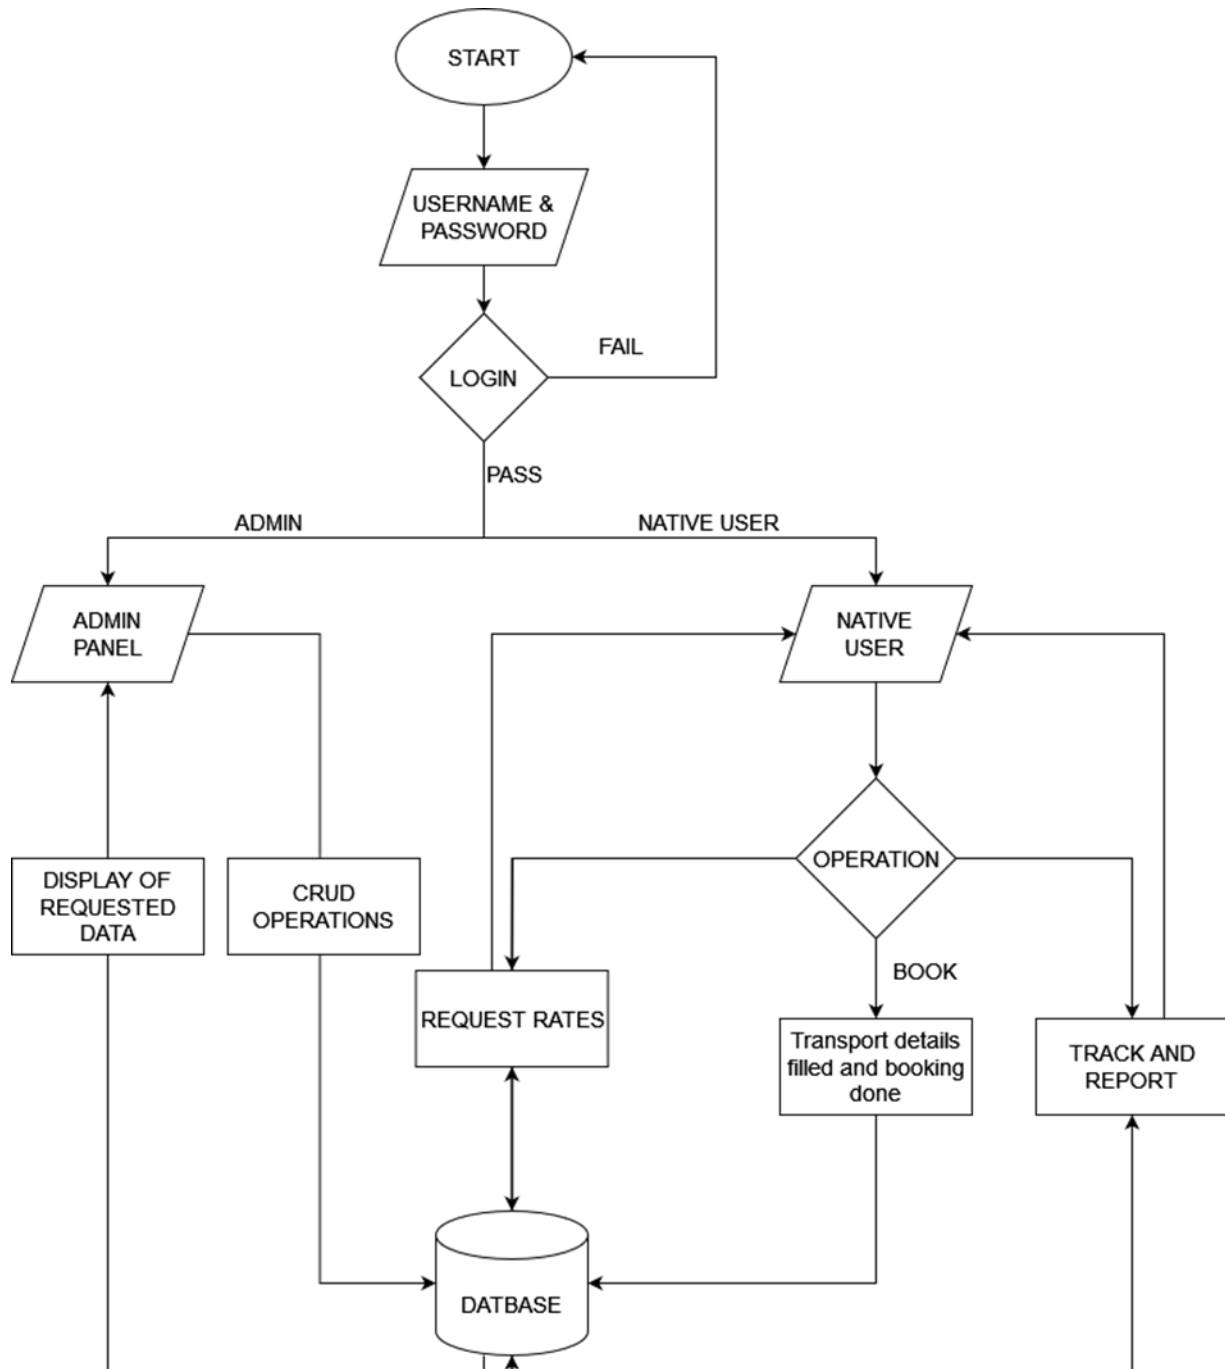 START
USERNAME &
PASSWORD
FAIL
LOGIN
PASS
ADMIN
NATIVE USER
ADMIN
PANEL
NATIVE
USER
DISPLAY OF
REQUESTED
DATA
CRUD
OPERATIONS
OPERATION
BOOK
REQUEST RATES
Transport details
filled and booking
done
TRACK AND
REPORT
DATBASE